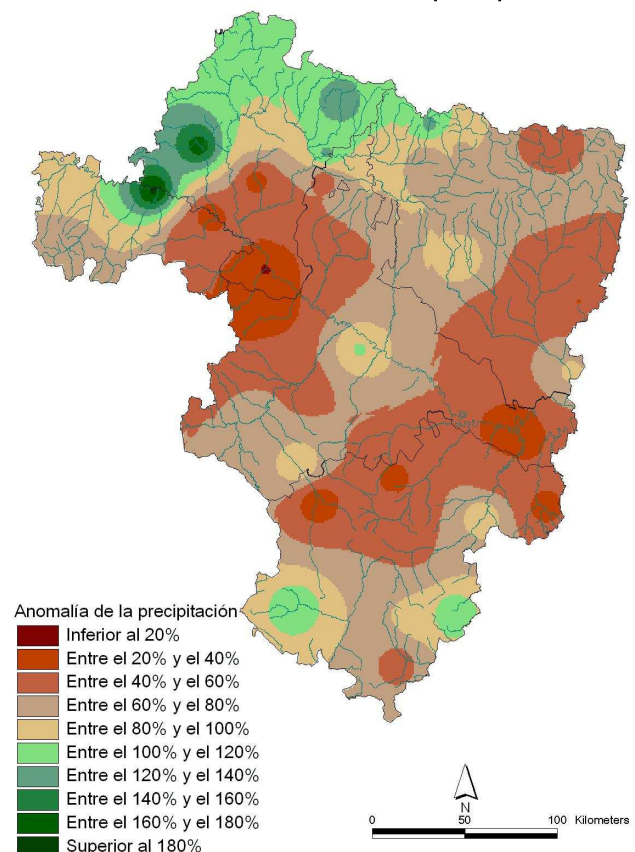 Anomalía de la precipitación
Inferior al 20%
Entre el 20% y el 40%
Entre el 40% y el 60%
Entre el 60% y el 80%
Entre el 80% y el 100%
Entre el 100% y el 120%
Entre el 120% y el 140%
Entre el 140% y el 160%
Entre el 160% y el 180%
Superior al 180%
N
0 50 100 Kilometers